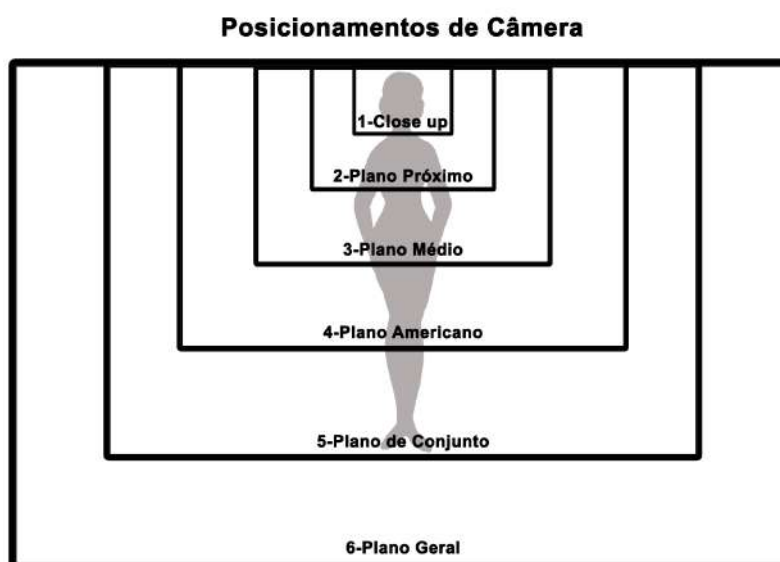 Posicionamentos de Câmera
1-Close up
2-Plano Próximo
3-Plano Médio
4-Plano Americano
5-Plano de Conjunto
6-Plano Geral